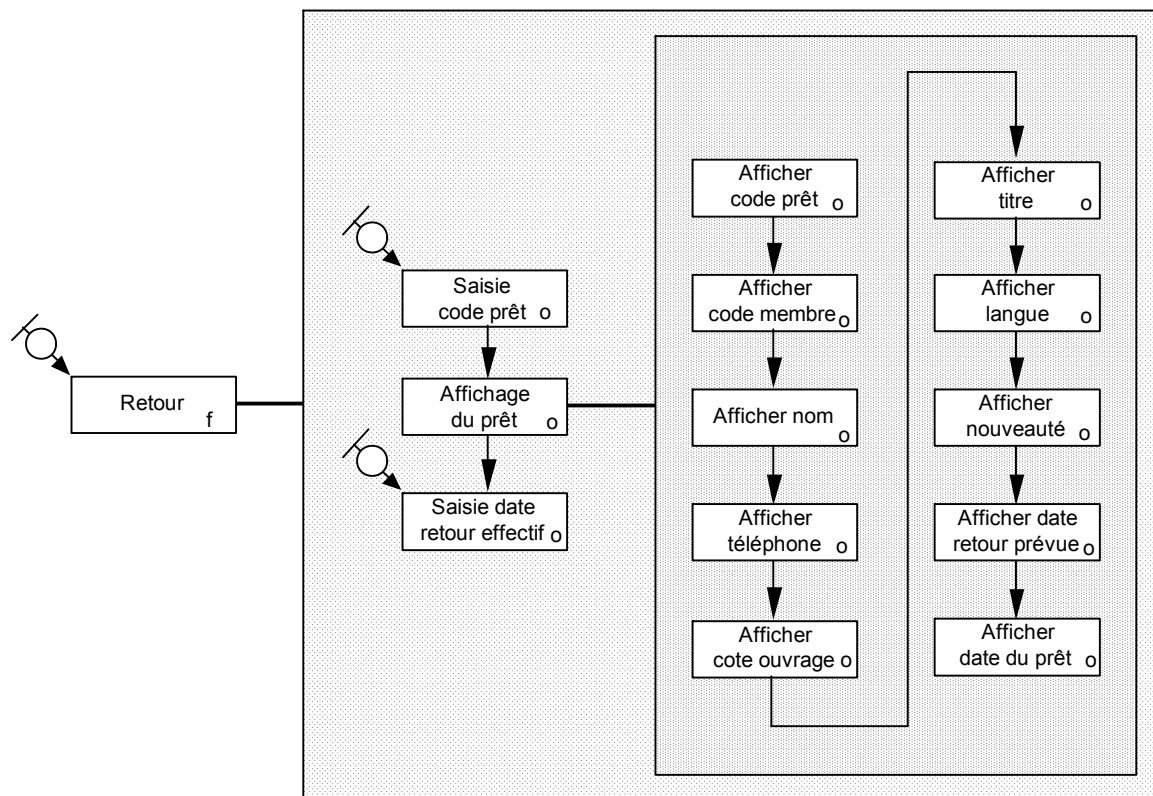 Retour
f
Saisie
code prêt o
Affichage
du prêt o
Saisie date
retour effectif o
Afficher
code prêt o
Afficher
code membre o
Afficher nom
o
Afficher
téléphone o
Afficher
cote ouvrage o
Afficher
titre o
Afficher
langue o
Afficher
nouveauté o
Afficher date
retour prévue o
Afficher
date du prêt o